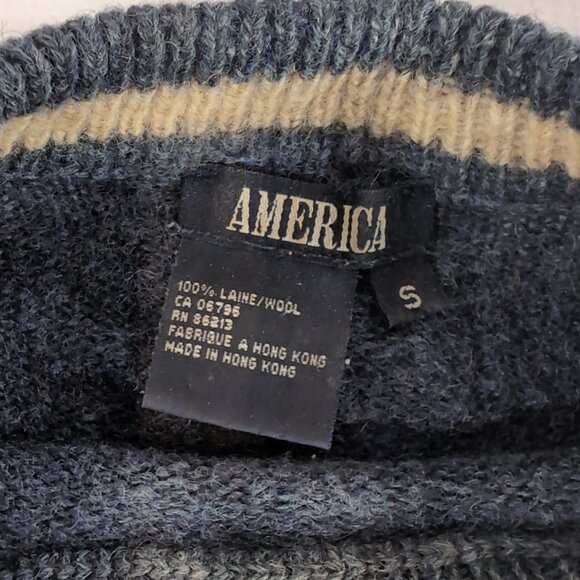 AMERICA
S
100% LAINE/WOOL
CA 06796
RN 86213
FABRIQUE A HONG KONG
MADE IN HONG KONG